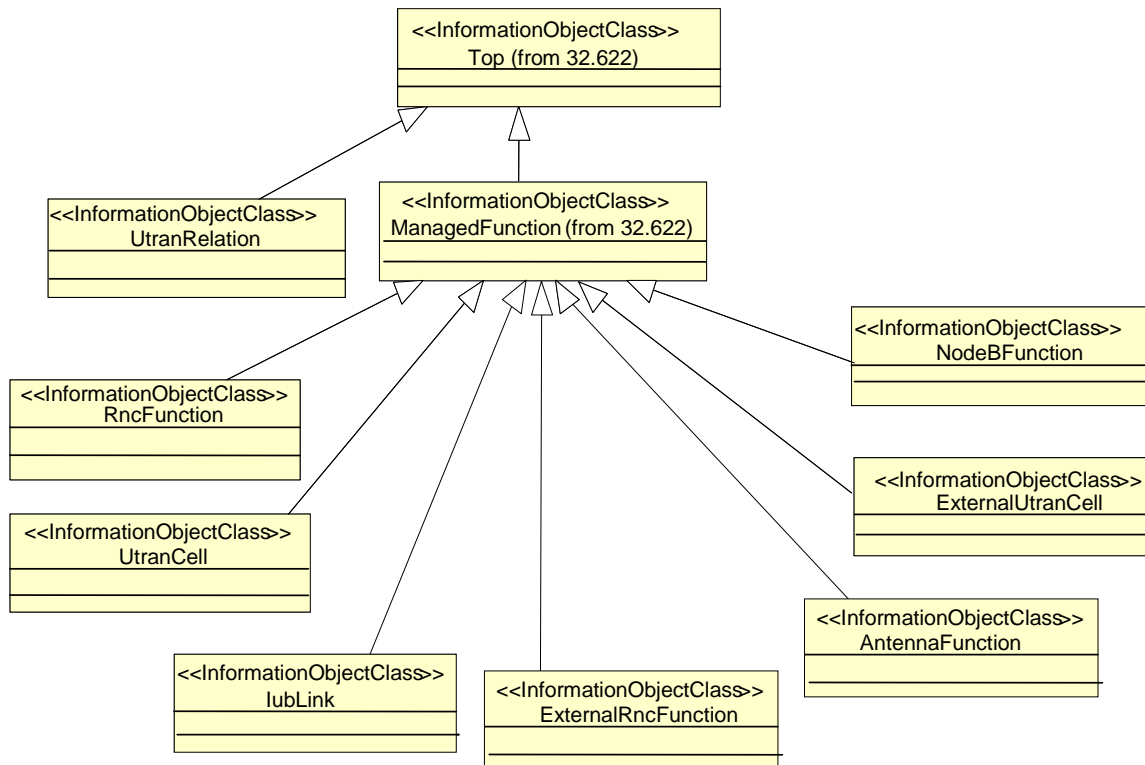 <<InformationObjectClass>>
Top (from 32.622)
<<InformationObjectClass>>
ManagedFunction (from 32.622)
<<InformationObjectClass>>
UtranRelation
<<InformationObjectClass>>
NodeBFunction
<<InformationObjectClass>>
RncFunction
<<InformationObjectClass>>
ExternalUtranCell
<<InformationObjectClass>>
UtranCell
<<InformationObjectClass>>
AntennaFunction
<<InformationObjectClass>>
IubLink
<<InformationObjectClass>>
ExternalRncFunction